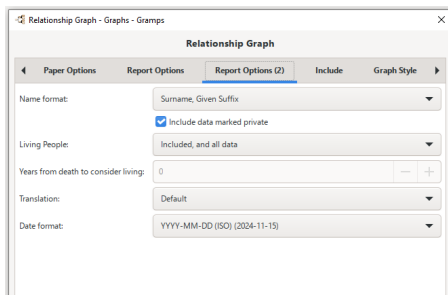 Relationship Graph - Graphs - Gramps
Relationship Graph
Paper Options Report Options Report Options (2) Include Graph Style
Name format: Surname, Given Suffix
Include data marked private
Living People: Included, and all data
Years from death to consider living: 0
Translation: Default
Date format: YYYY-MM-DD (ISO) (2024-11-15)